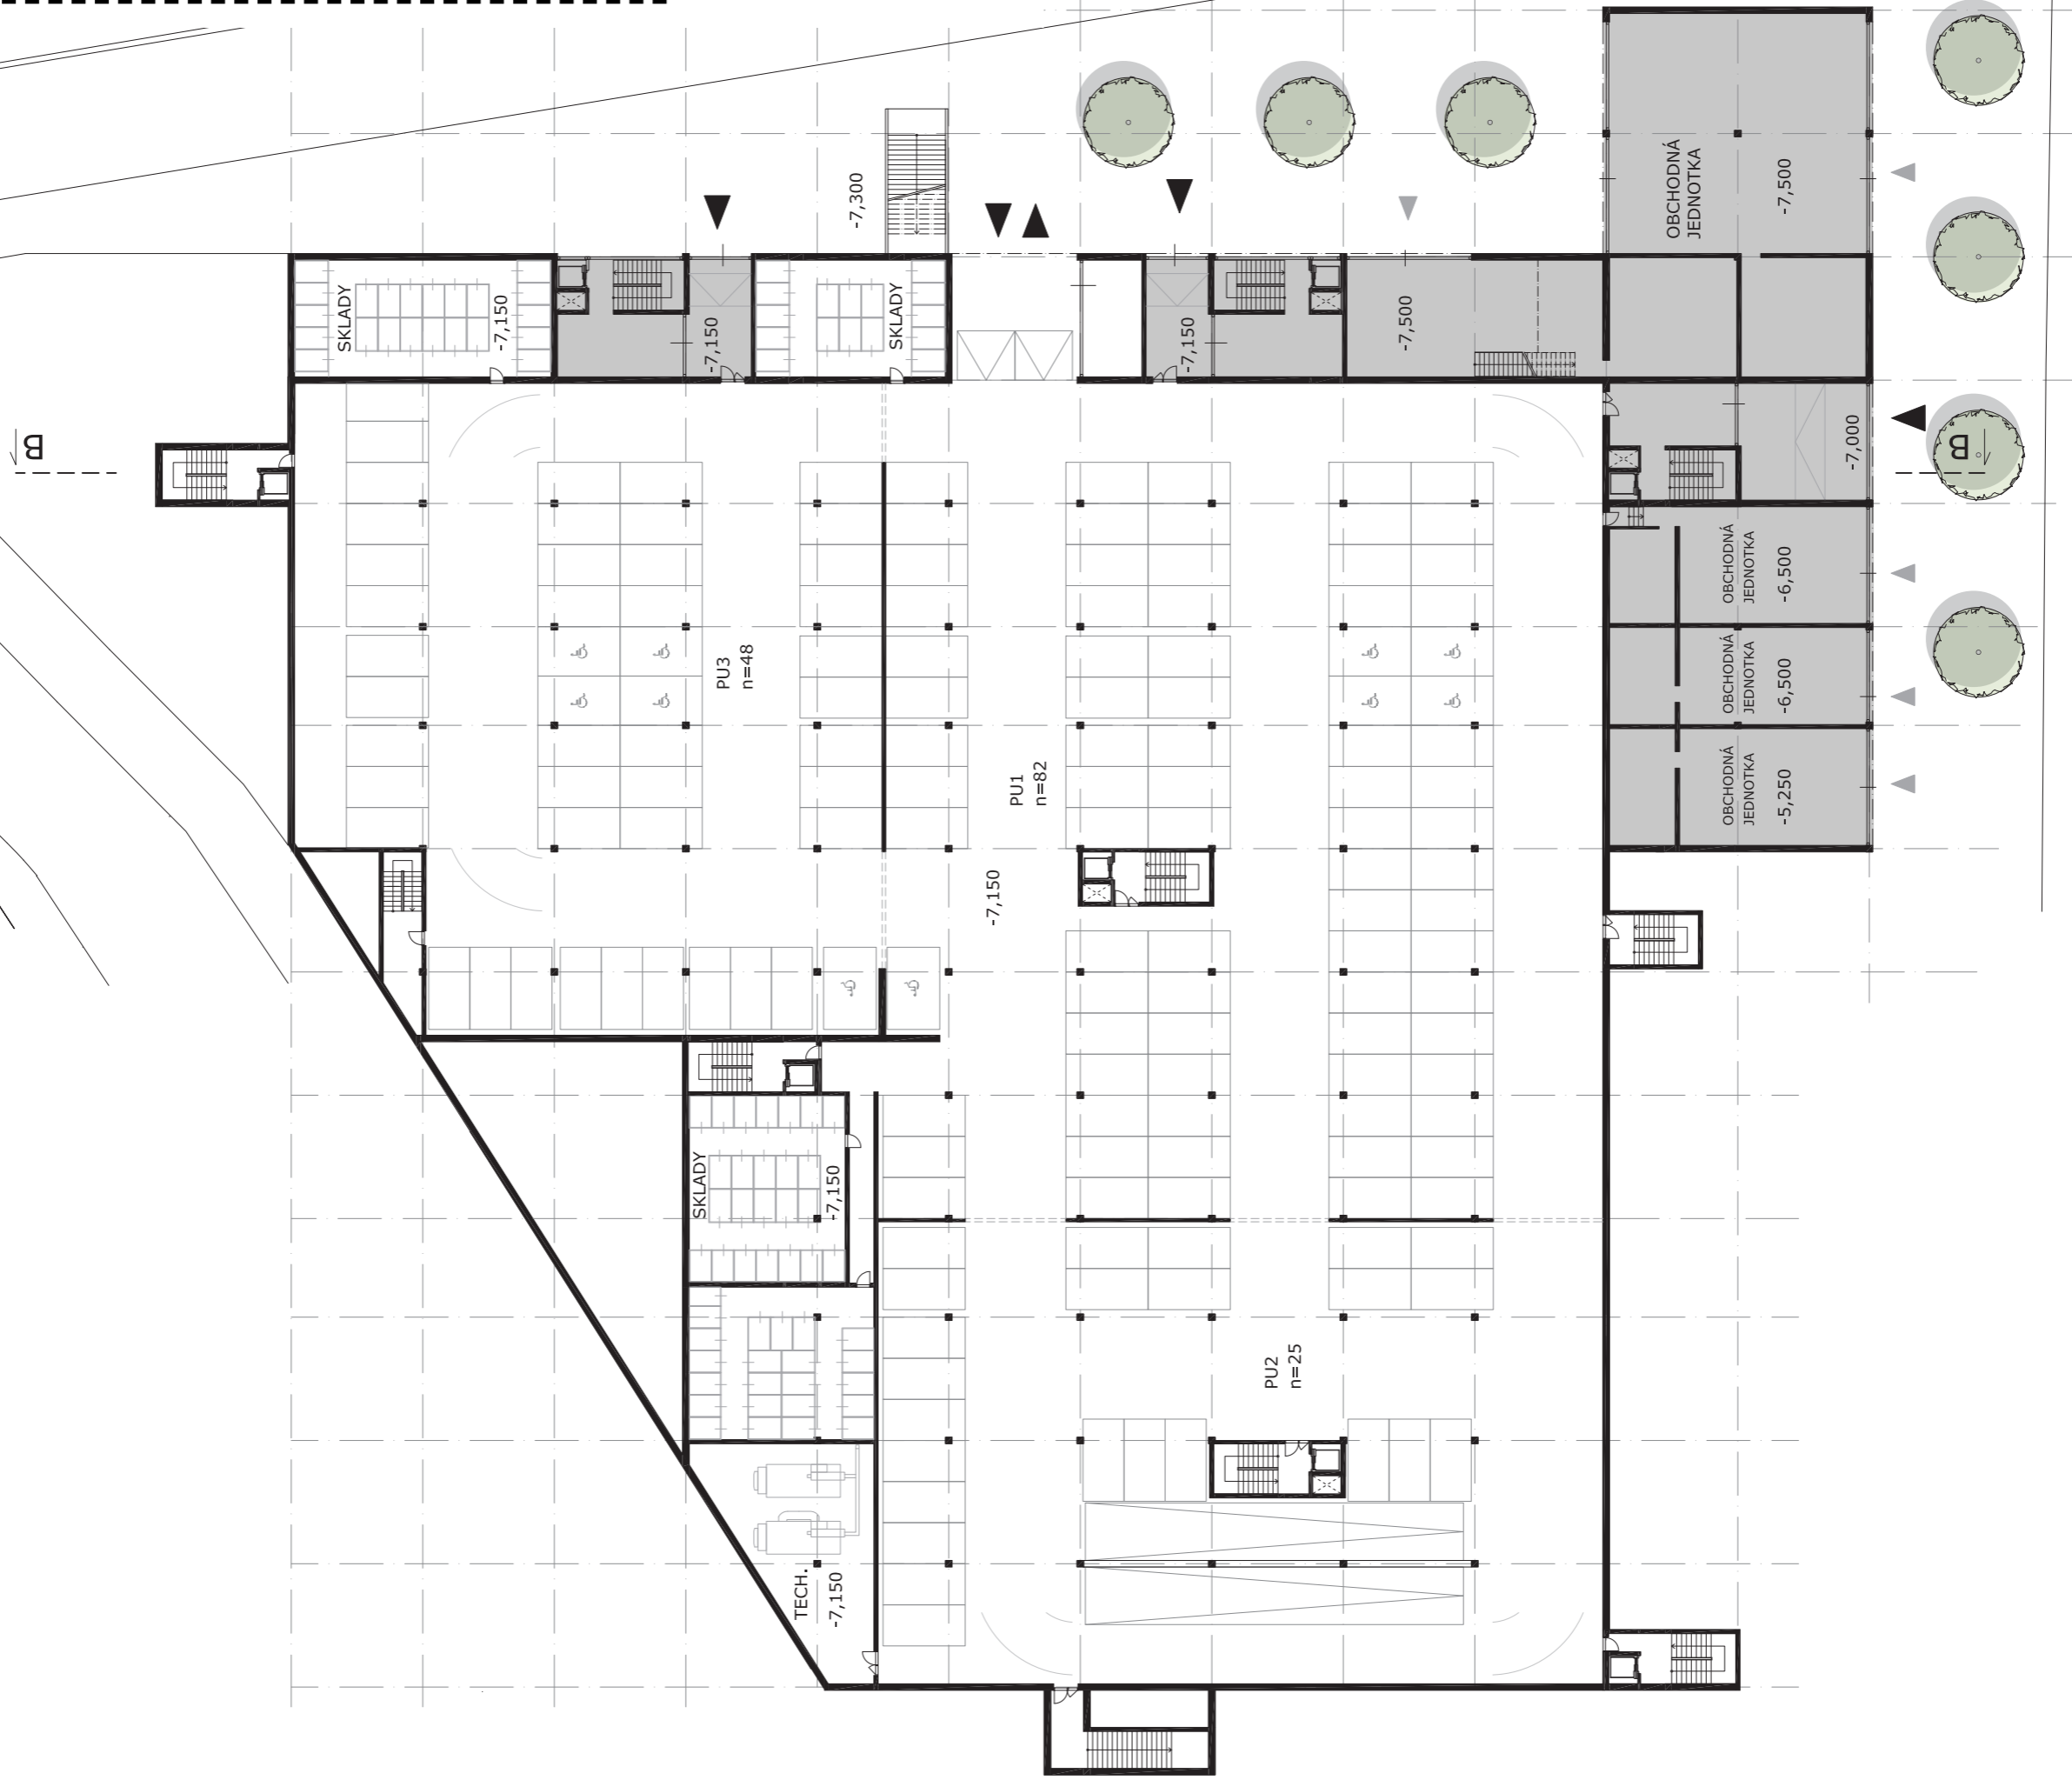 OBCHODNÁ
JEDNOTKA
-7,500
-7,300
SKLADY
-7,150
-7,150
SKLADY
-7,150
-7,500
-7,000
B
B
OBCHODNÁ
JEDNOTKA
-6,500
OBCHODNÁ
JEDNOTKA
-6,500
OBCHODNÁ
JEDNOTKA
-5,250
PU3
n=48
PU1
n=82
-7,150
SKLADY
-7,150
PU2
n=25
TECH.
-7,150